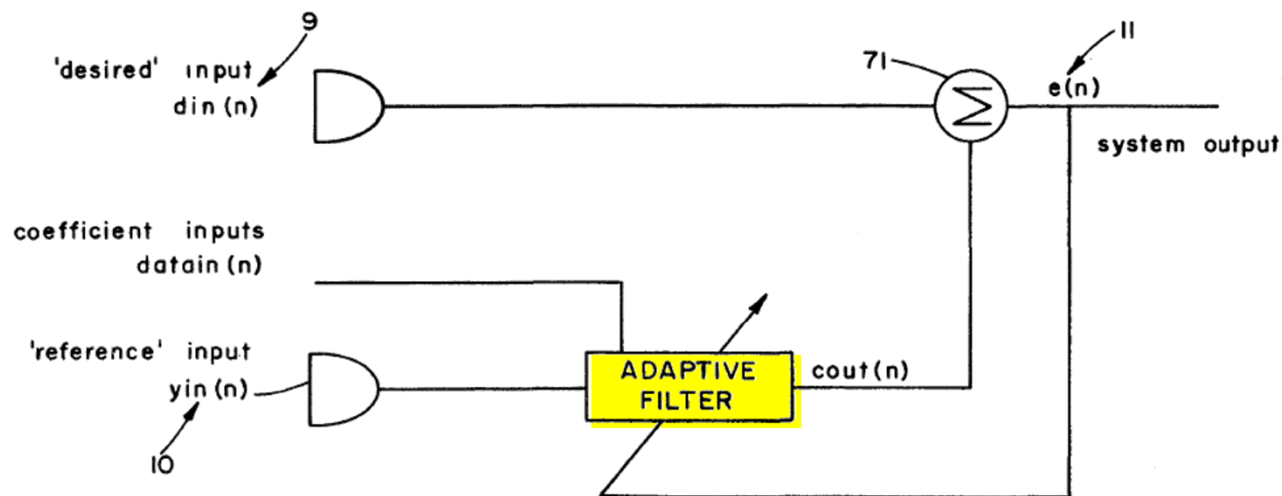 9
'desired' input
din (n)
71
11
e(n)
system output
coefficient inputs
datain (n)
'reference' input
yin (n)
10
ADAPTIVE
FILTER
cout(n)
Σ